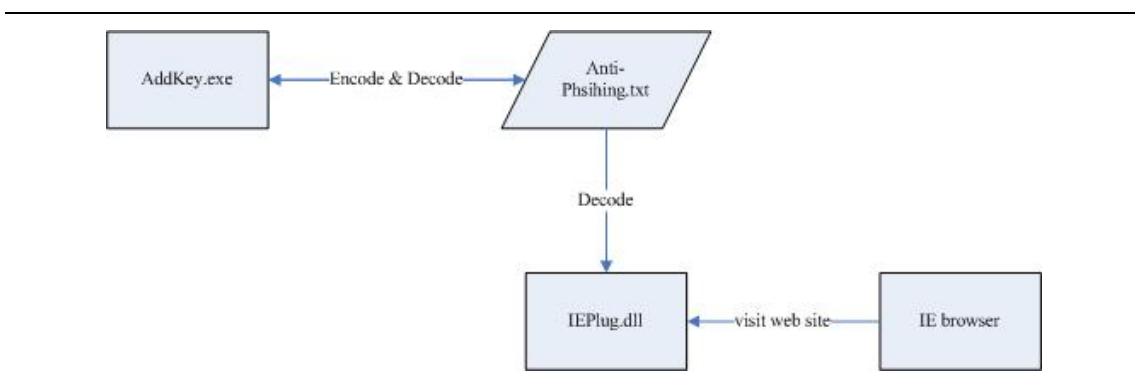 AddKey.exe
Encode & Decode
Anti-
Phsihing.txt
Decode
IEPlug.dll
visit web site
IE browser